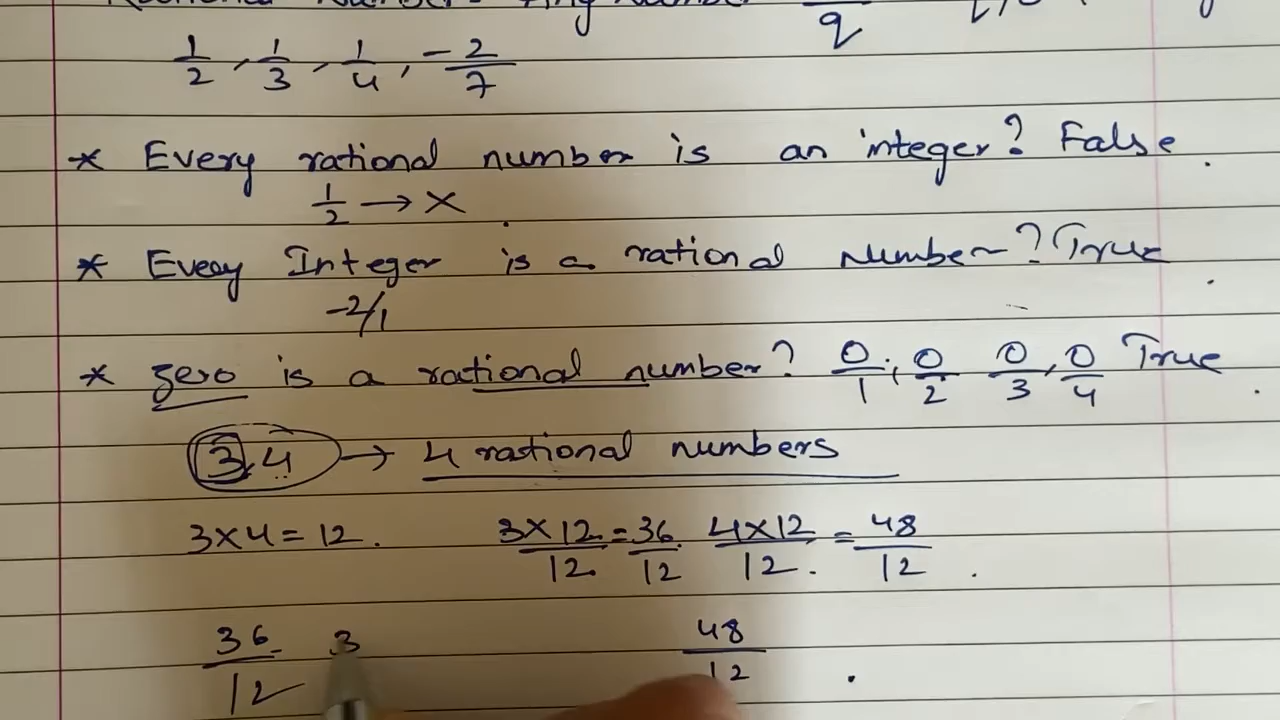 q
1/2, 1/3, 1/4, -2/7
* Every rational number is an integer? False.
1/2 → ×
* Every Integer is a rational Number? True.
-2/1
* zero is a rational number? 0/1, 0/2 0/3, 0/4 True.
3, 4 → 4 rational numbers
3×4=12. 3×12/12=36/12 4×12/12=48/12.
36/12 3 48/12.